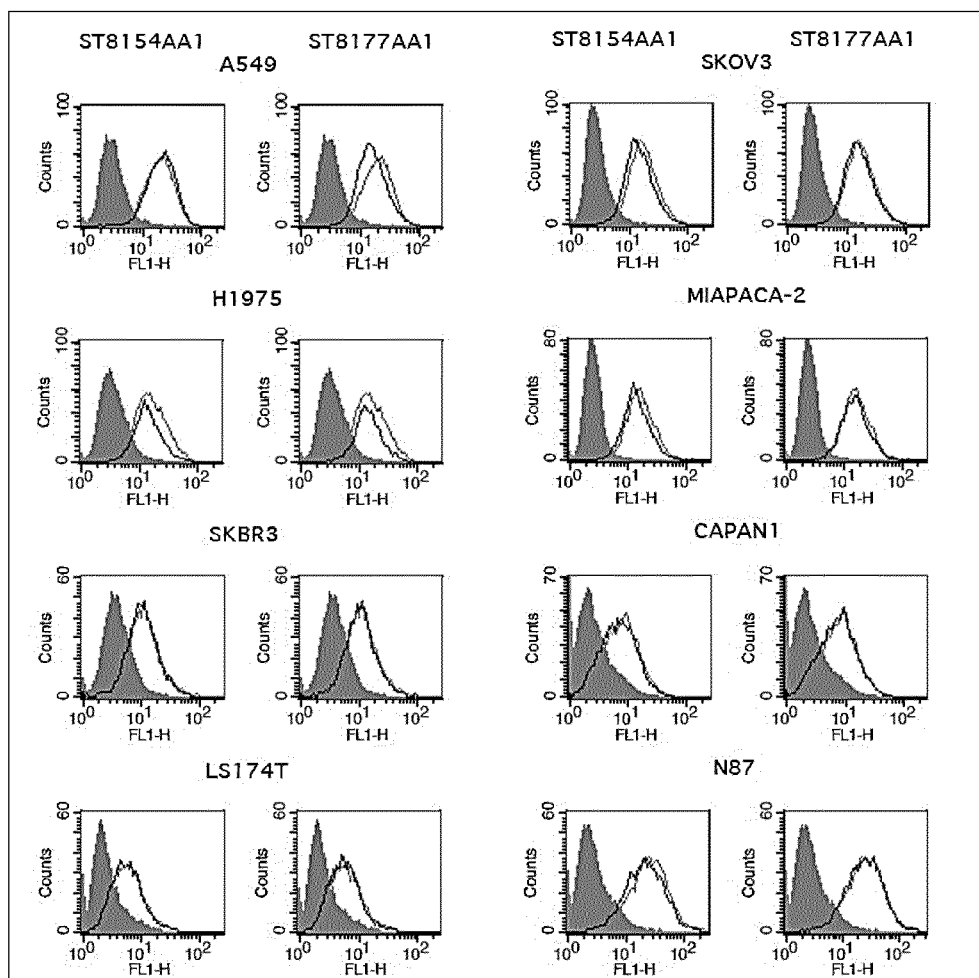 ST8154AA1 ST8177AA1 ST8154AA1 ST8177AA1
A549 SKOV3
100 Counts 0 10^0 10^1 10^2 FL1-H
100 Counts 0 10^0 10^1 10^2 FL1-H
100 Counts 0 10^0 10^1 10^2 FL1-H
100 Counts 0 10^0 10^1 10^2 FL1-H
H1975 MIAPACA-2
100 Counts 0 10^0 10^1 10^2 FL1-H
100 Counts 0 10^0 10^1 10^2 FL1-H
80 Counts 0 10^0 10^1 10^2 FL1-H
80 Counts 0 10^0 10^1 10^2 FL1-H
SKBR3 CAPAN1
60 Counts 0 10^0 10^1 10^2 FL1-H
60 Counts 0 10^0 10^1 10^2 FL1-H
70 Counts 0 10^0 10^1 10^2 FL1-H
70 Counts 0 10^0 10^1 10^2 FL1-H
LS174T N87
60 Counts 0 10^0 10^1 10^2 FL1-H
60 Counts 0 10^0 10^1 10^2 FL1-H
60 Counts 0 10^0 10^1 10^2 FL1-H
60 Counts 0 10^0 10^1 10^2 FL1-H